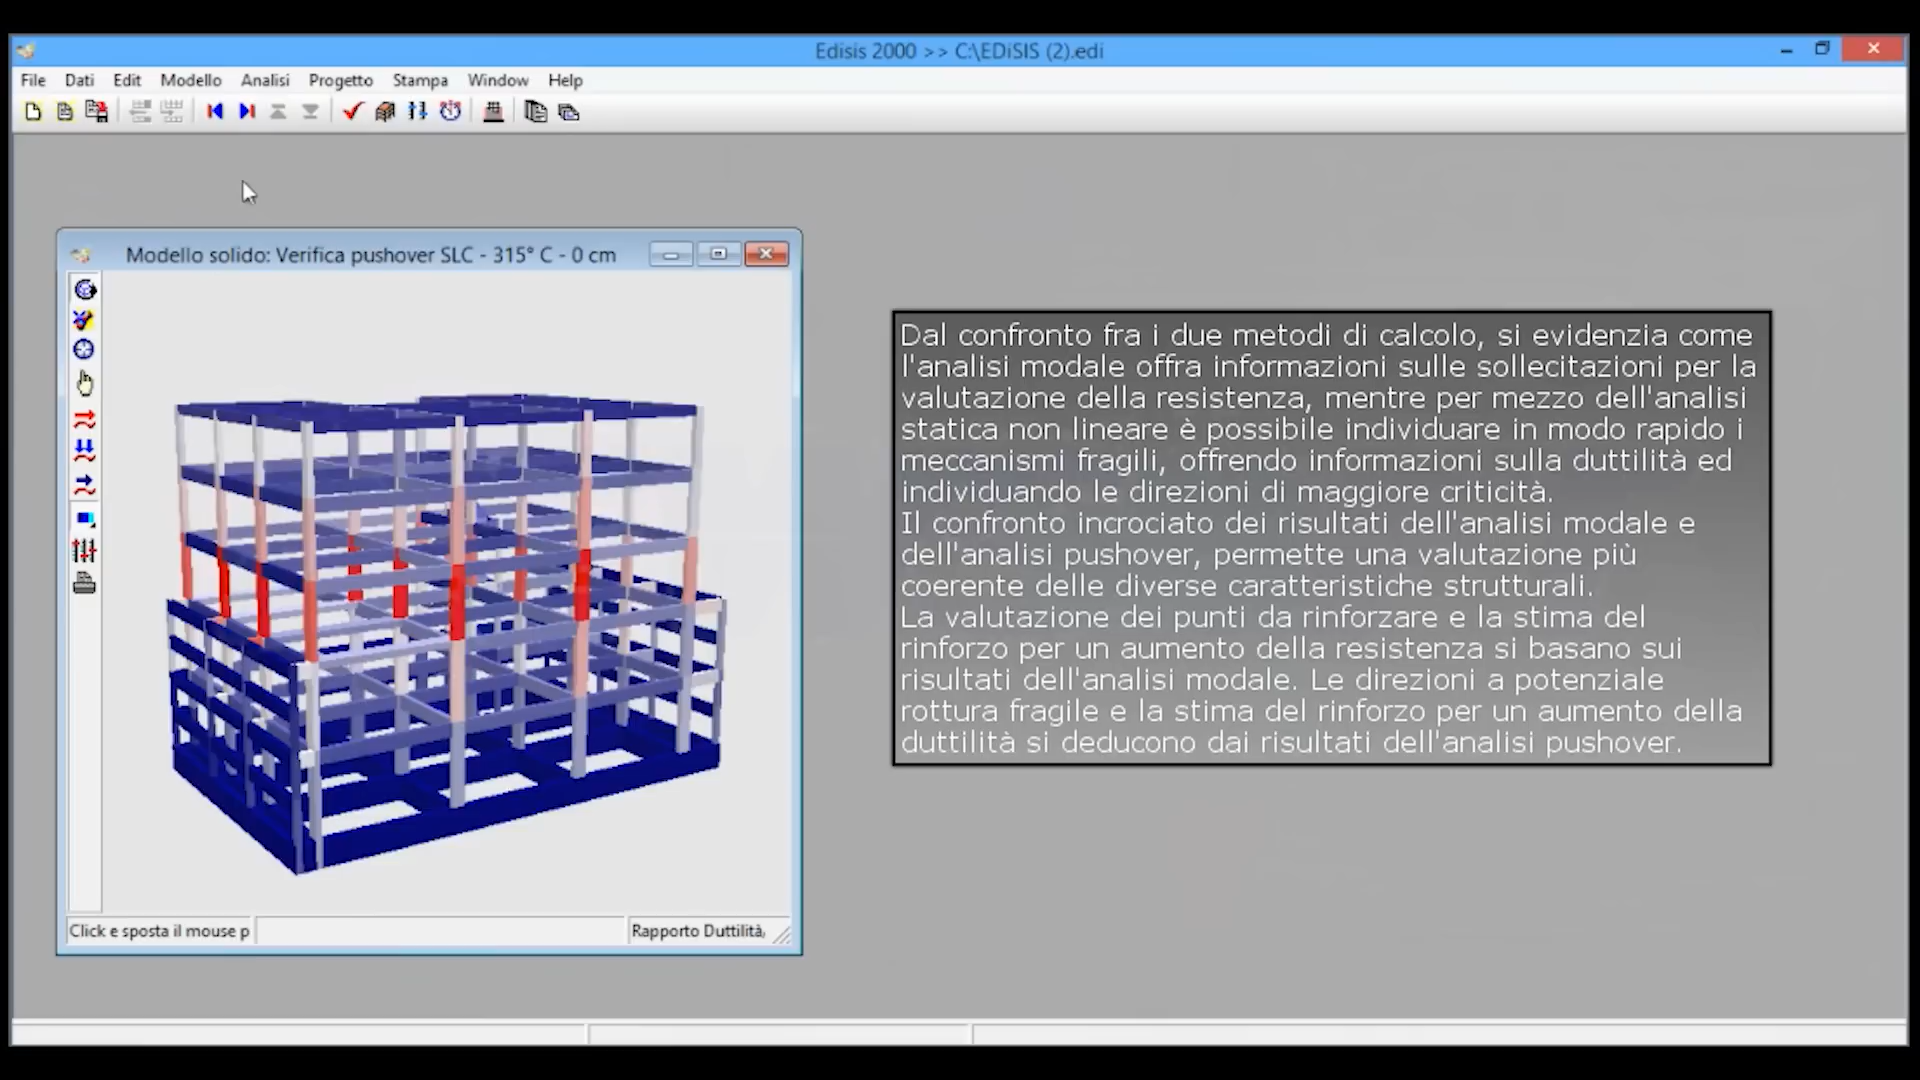 Edisis 2000 >> C:\EDiSIS (2).edi
File Dati Edit Modello Analisi Progetto Stampa Window Help
Modello solido: Verifica pushover SLC - 315° C - 0 cm
Click e sposta il mouse p
Rapporto Duttilità,
Dal confronto fra i due metodi di calcolo, si evidenzia come
l'analisi modale offra informazioni sulle sollecitazioni per la
valutazione della resistenza, mentre per mezzo dell'analisi
statica non lineare è possibile individuare in modo rapido i
meccanismi fragili, offrendo informazioni sulla duttilità ed
individuando le direzioni di maggiore criticità.
Il confronto incrociato dei risultati dell'analisi modale e
dell'analisi pushover, permette una valutazione più
coerente delle diverse caratteristiche strutturali.
La valutazione dei punti da rinforzare e la stima del
rinforzo per un aumento della resistenza si basano sui
risultati dell'analisi modale. Le direzioni a potenziale
rottura fragile e la stima del rinforzo per un aumento della
duttilità si deducono dai risultati dell'analisi pushover.